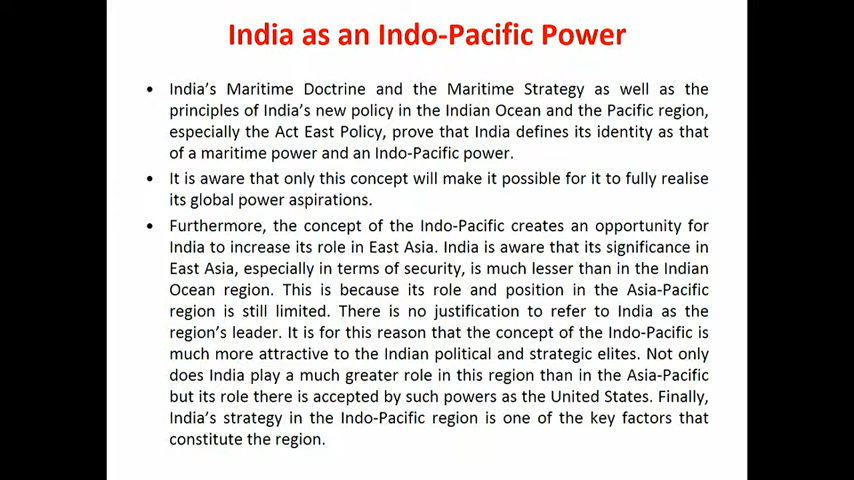 India as an Indo-Pacific Power
• India's Maritime Doctrine and the Maritime Strategy as well as the
principles of India's new policy in the Indian Ocean and the Pacific region,
especially the Act East Policy, prove that India defines its identity as that
of a maritime power and an Indo-Pacific power.
• It is aware that only this concept will make it possible for it to fully realise
its global power aspirations.
• Furthermore, the concept of the Indo-Pacific creates an opportunity for
India to increase its role in East Asia. India is aware that its significance in
East Asia, especially in terms of security, is much lesser than in the Indian
Ocean region. This is because its role and position in the Asia-Pacific
region is still limited. There is no justification to refer to India as the
region's leader. It is for this reason that the concept of the Indo-Pacific is
much more attractive to the Indian political and strategic elites. Not only
does India play a much greater role in this region than in the Asia-Pacific
but its role there is accepted by such powers as the United States. Finally,
India's strategy in the Indo-Pacific region is one of the key factors that
constitute the region.